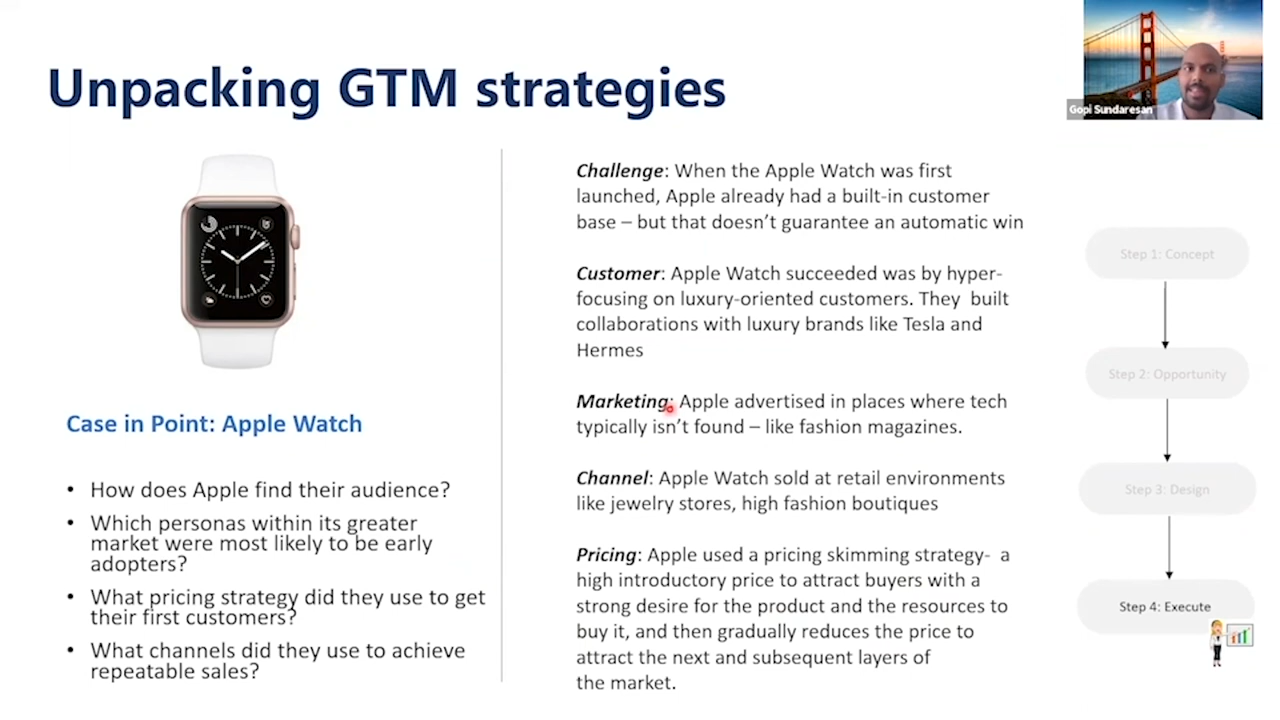 Unpacking GTM strategies
Gopi Sundaresan
Case in Point: Apple Watch
• How does Apple find their audience?
• Which personas within its greater
market were most likely to be early
adopters?
• What pricing strategy did they use to get
their first customers?
• What channels did they use to achieve
repeatable sales?
Challenge: When the Apple Watch was first
launched, Apple already had a built-in customer
base – but that doesn't guarantee an automatic win
Customer: Apple Watch succeeded was by hyper-
focusing on luxury-oriented customers. They built
collaborations with luxury brands like Tesla and
Hermes
Marketing: Apple advertised in places where tech
typically isn't found – like fashion magazines.
Channel: Apple Watch sold at retail environments
like jewelry stores, high fashion boutiques
Pricing: Apple used a pricing skimming strategy- a
high introductory price to attract buyers with a
strong desire for the product and the resources to
buy it, and then gradually reduces the price to
attract the next and subsequent layers of
the market.
Step 1: Concept
Step 2: Opportunity
Step 3: Design
Step 4: Execute